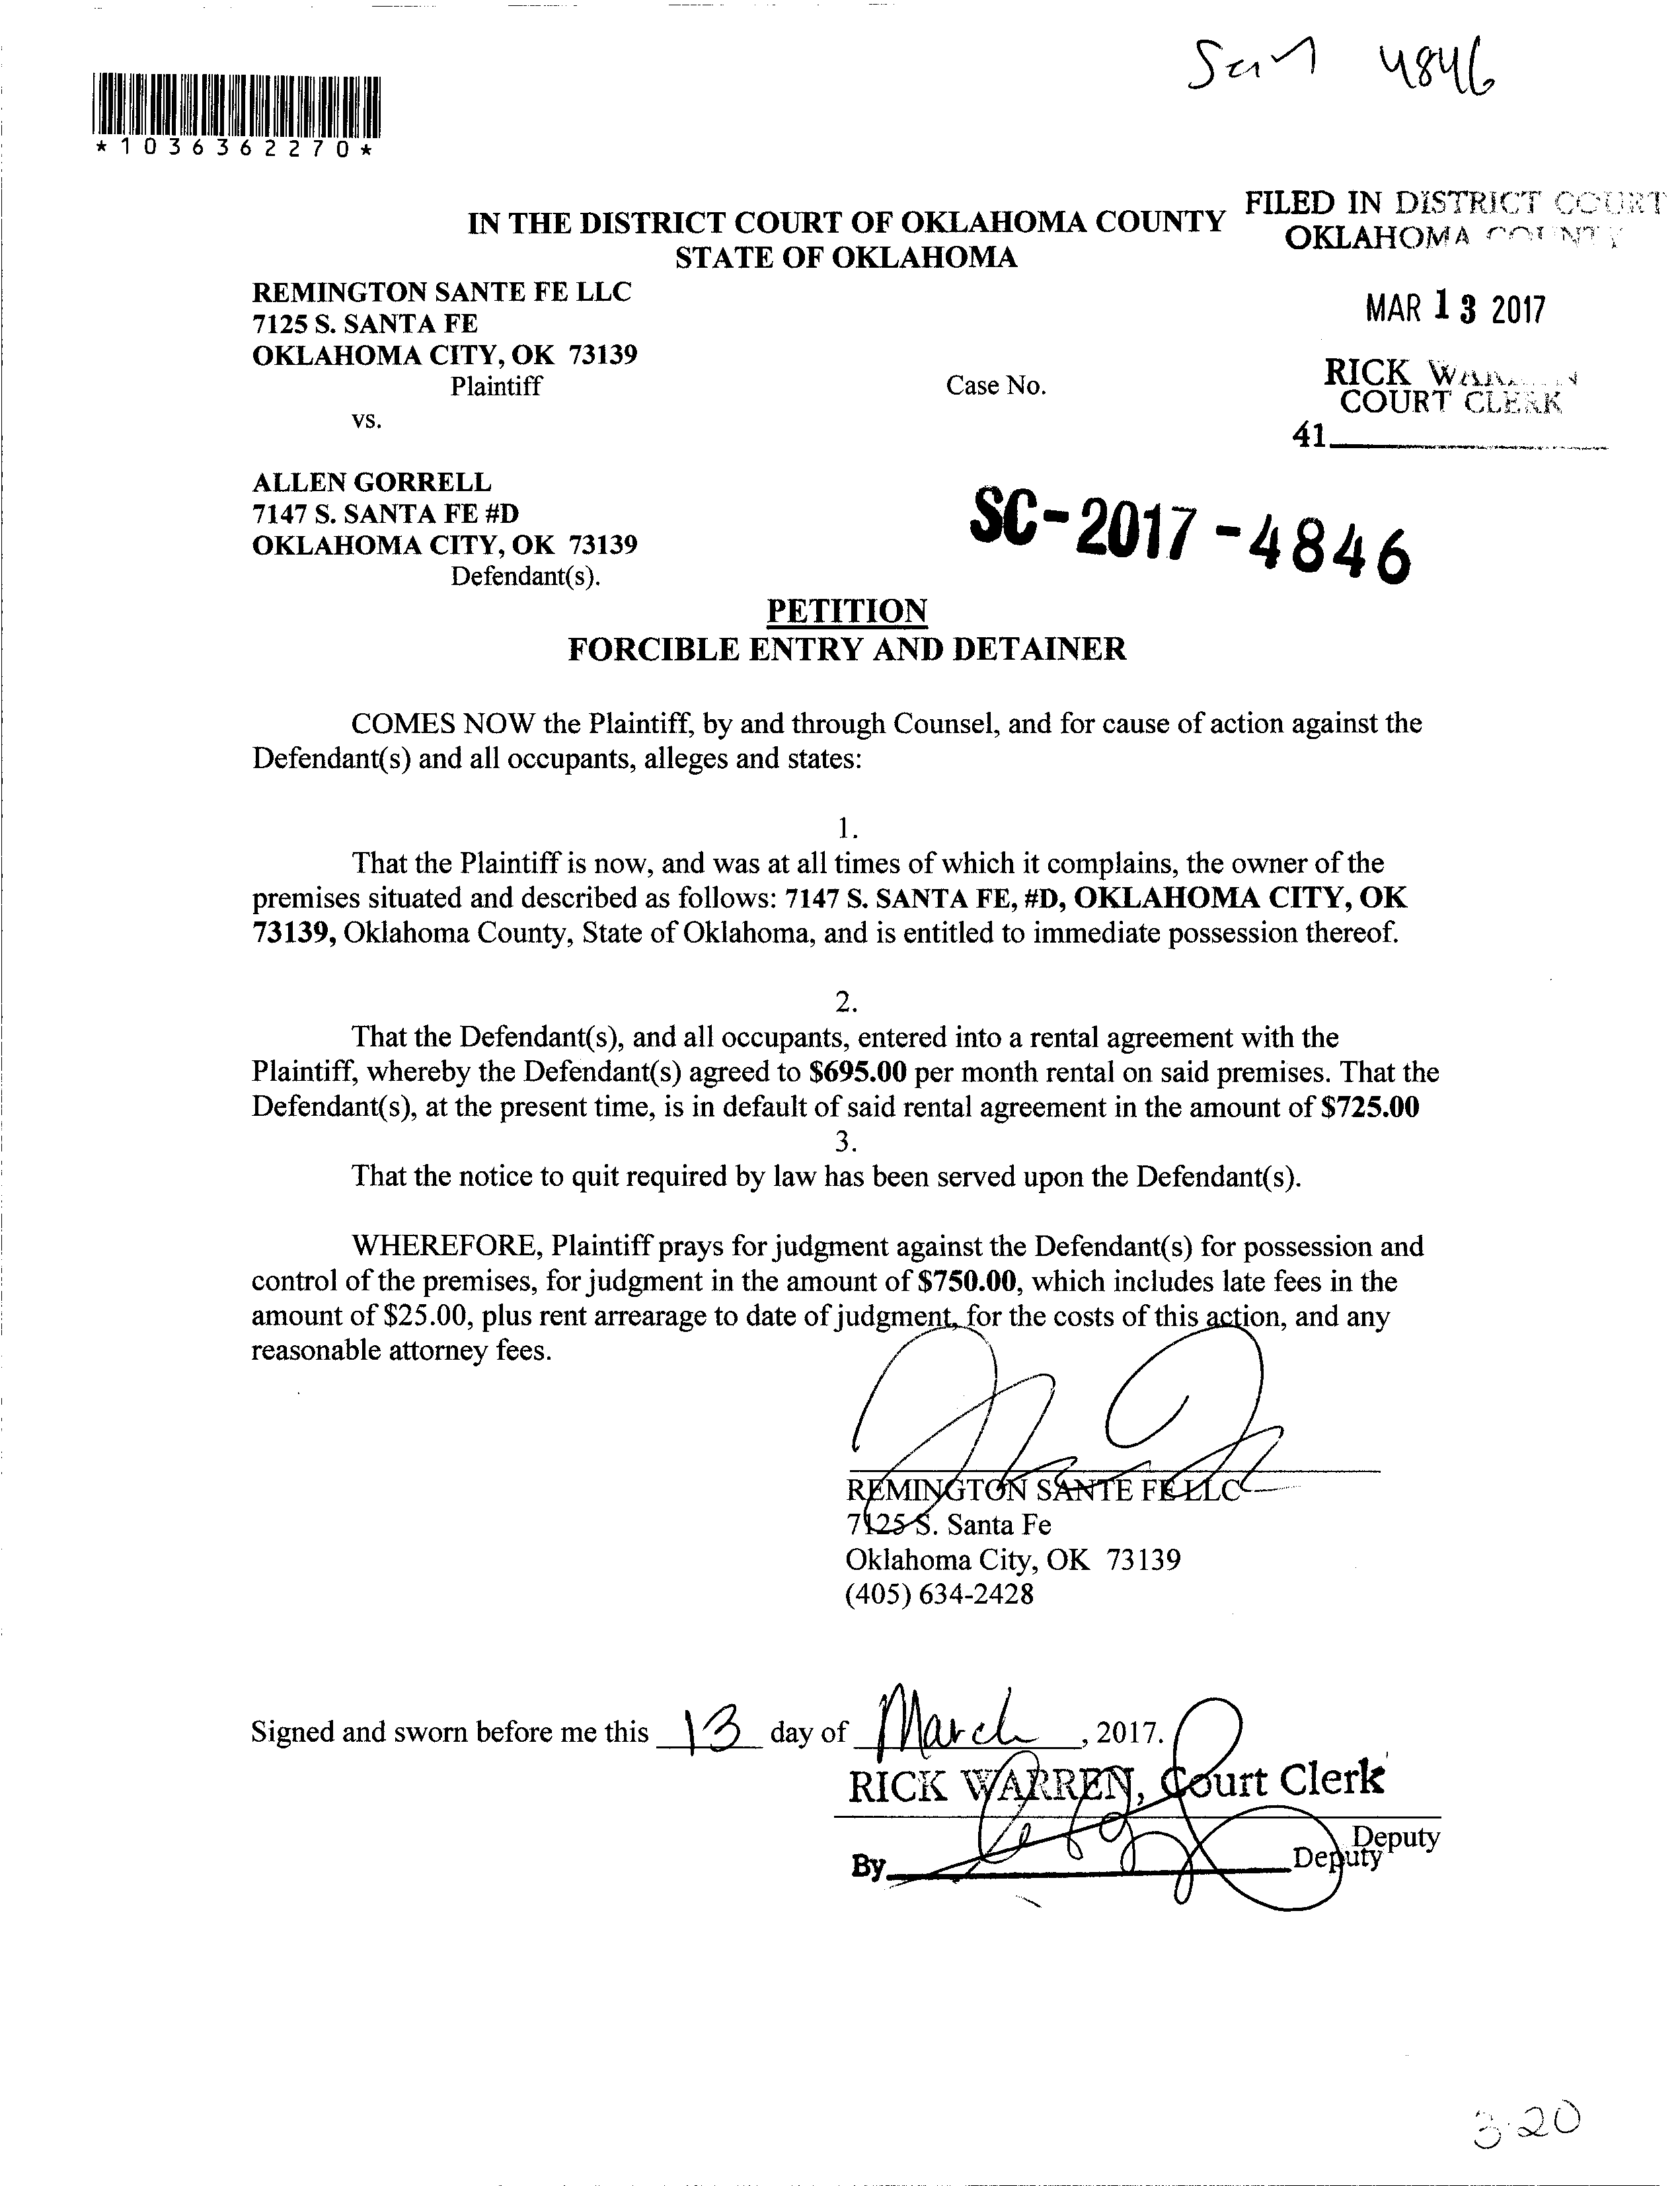 4846
*1036362270*
FILED IN DISTRICT COURT
OKLAHOMA COUNTY
IN THE DISTRICT COURT OF OKLAHOMA COUNTY
STATE OF OKLAHOMA
MAR 13 2017
REMINGTON SANTE FE LLC
7125 S. SANTA FE
OKLAHOMA CITY, OK 73139
Plaintiff
Case No.
RICK WARREN
COURT CLERK
41
vs.
ALLEN GORRELL
7147 S. SANTA FE #D
OKLAHOMA CITY, OK 73139
Defendant(s).
SC-2017-4846
PETITION
FORCIBLE ENTRY AND DETAINER
COMES NOW the Plaintiff, by and through Counsel, and for cause of action against the
Defendant(s) and all occupants, alleges and states:
1.
That the Plaintiff is now, and was at all times of which it complains, the owner of the
premises situated and described as follows: 7147 S. SANTA FE, #D, OKLAHOMA CITY, OK
73139, Oklahoma County, State of Oklahoma, and is entitled to immediate possession thereof.
2.
That the Defendant(s), and all occupants, entered into a rental agreement with the
Plaintiff, whereby the Defendant(s) agreed to $695.00 per month rental on said premises. That the
Defendant(s), at the present time, is in default of said rental agreement in the amount of $725.00
3.
That the notice to quit required by law has been served upon the Defendant(s).
WHEREFORE, Plaintiff prays for judgment against the Defendant(s) for possession and
control of the premises, for judgment in the amount of $750.00, which includes late fees in the
amount of $25.00, plus rent arrearage to date of judgment, for the costs of this action, and any
reasonable attorney fees.
REMINGTON SANTE FE LLC
7125 S. Santa Fe
Oklahoma City, OK 73139
(405) 634-2428
Signed and sworn before me this 13 day of March, 2017.
RICK WARREN, Court Clerk
Deputy
By Deputy
3.20